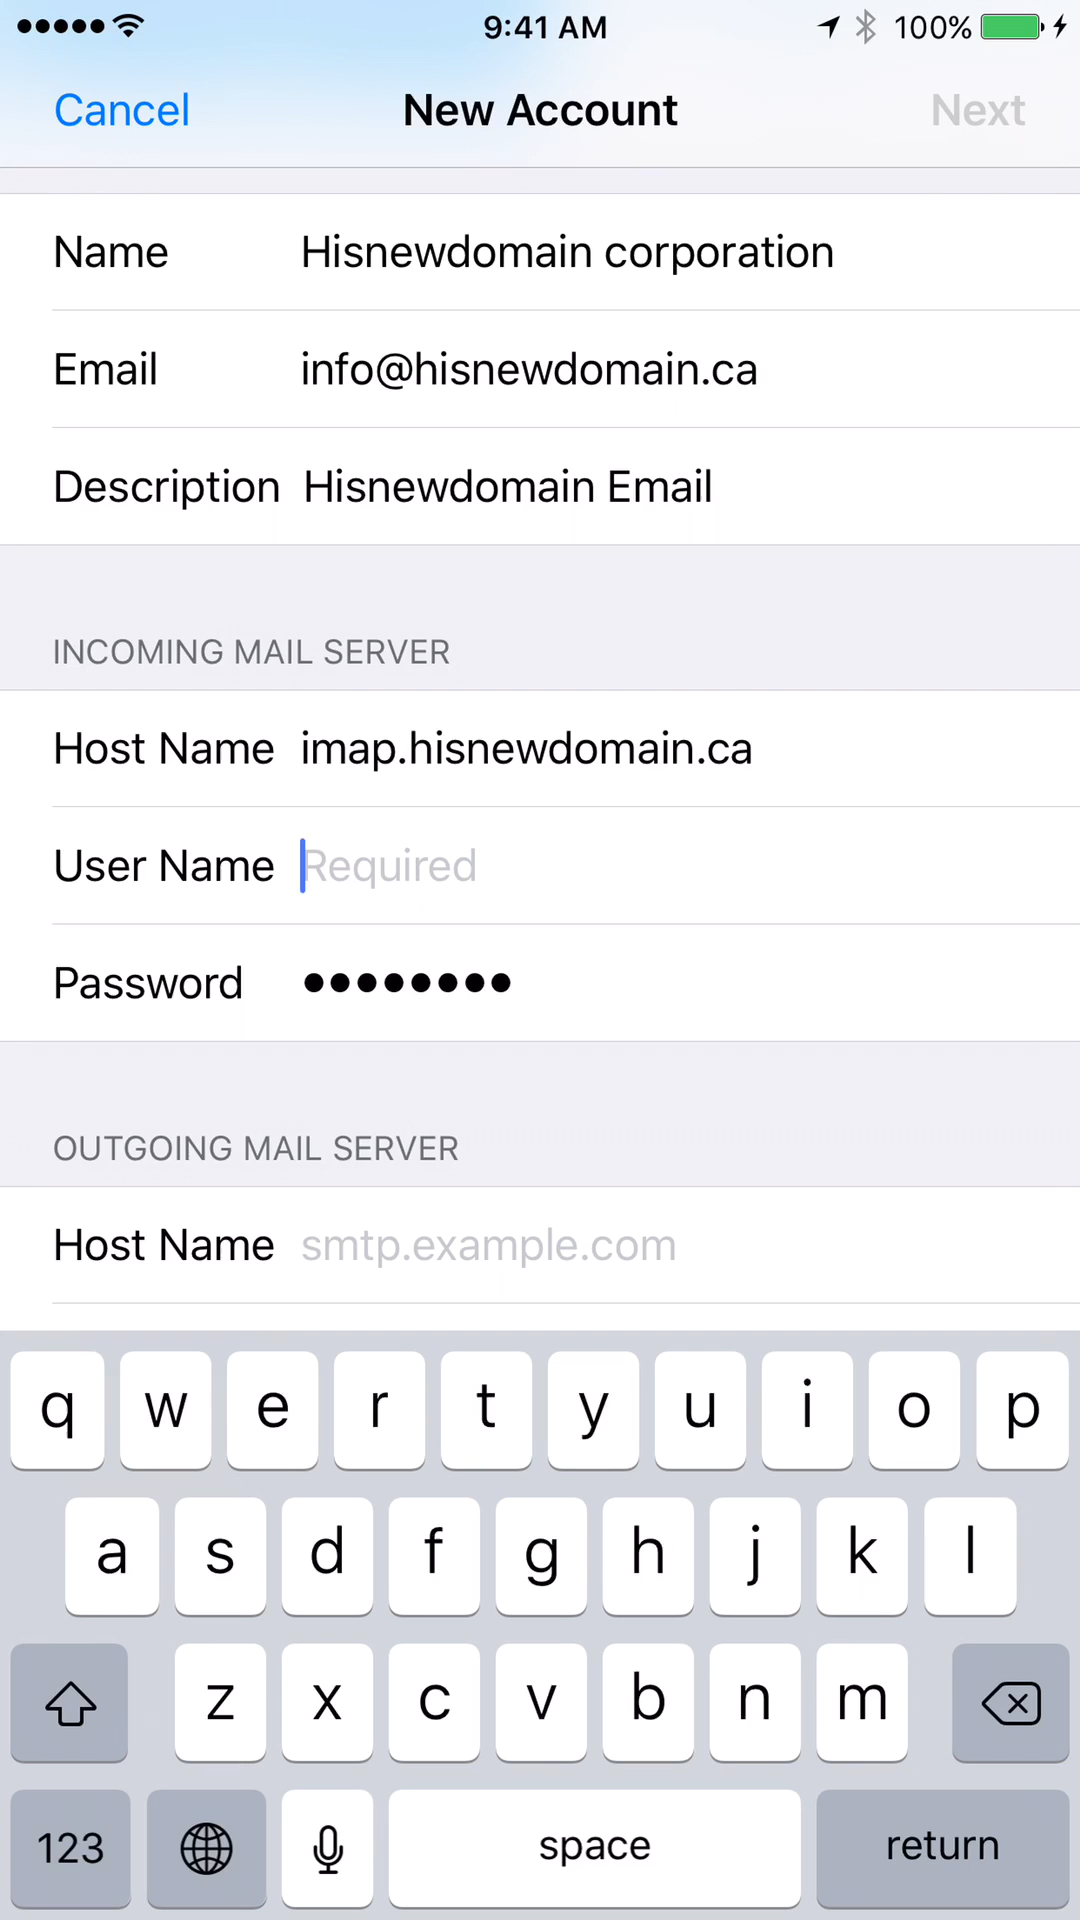 9:41 AM 100%
Cancel New Account Next
Name Hisnewdomain corporation
Email info@hisnewdomain.ca
Description Hisnewdomain Email
INCOMING MAIL SERVER
Host Name imap.hisnewdomain.ca
User Name Required
Password ••••••••
OUTGOING MAIL SERVER
Host Name smtp.example.com
q w e r t y u i o p
a s d f g h j k l
z x c v b n m
123 space return